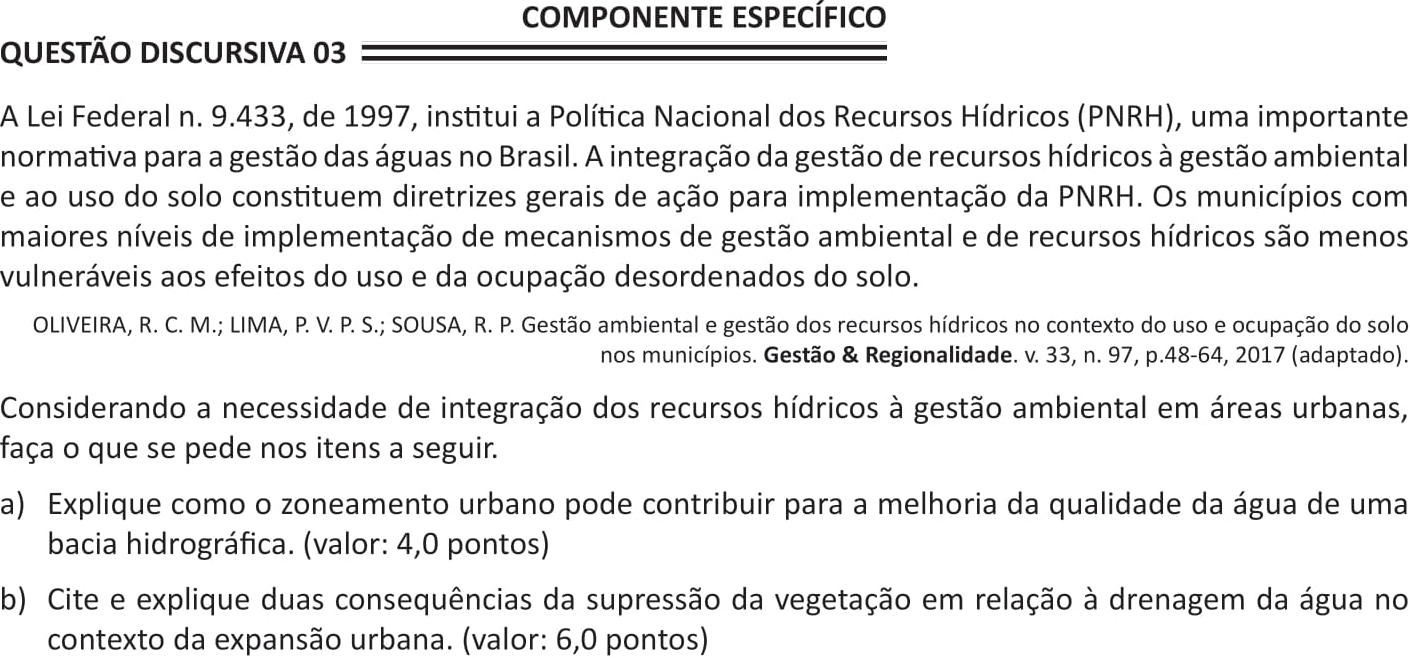 COMPONENTE ESPECÍFICO
QUESTÃO DISCURSIVA 03
A Lei Federal n. 9.433, de 1997, institui a Política Nacional dos Recursos Hídricos (PNRH), uma importante
normativa para a gestão das águas no Brasil. A integração da gestão de recursos hídricos à gestão ambiental
e ao uso do solo constituem diretrizes gerais de ação para implementação da PNRH. Os municípios com
maiores níveis de implementação de mecanismos de gestão ambiental e de recursos hídricos são menos
vulneráveis aos efeitos do uso e da ocupação desordenados do solo.
OLIVEIRA, R. C. M.; LIMA, P. V. P. S.; SOUSA, R. P. Gestão ambiental e gestão dos recursos hídricos no contexto do uso e ocupação do solo
nos municípios. Gestão & Regionalidade. v. 33, n. 97, p.48-64, 2017 (adaptado).
Considerando a necessidade de integração dos recursos hídricos à gestão ambiental em áreas urbanas,
faça o que se pede nos itens a seguir.
a) Explique como o zoneamento urbano pode contribuir para a melhoria da qualidade da água de uma
bacia hidrográfica. (valor: 4,0 pontos)
b) Cite e explique duas consequências da supressão da vegetação em relação à drenagem da água no
contexto da expansão urbana. (valor: 6,0 pontos)